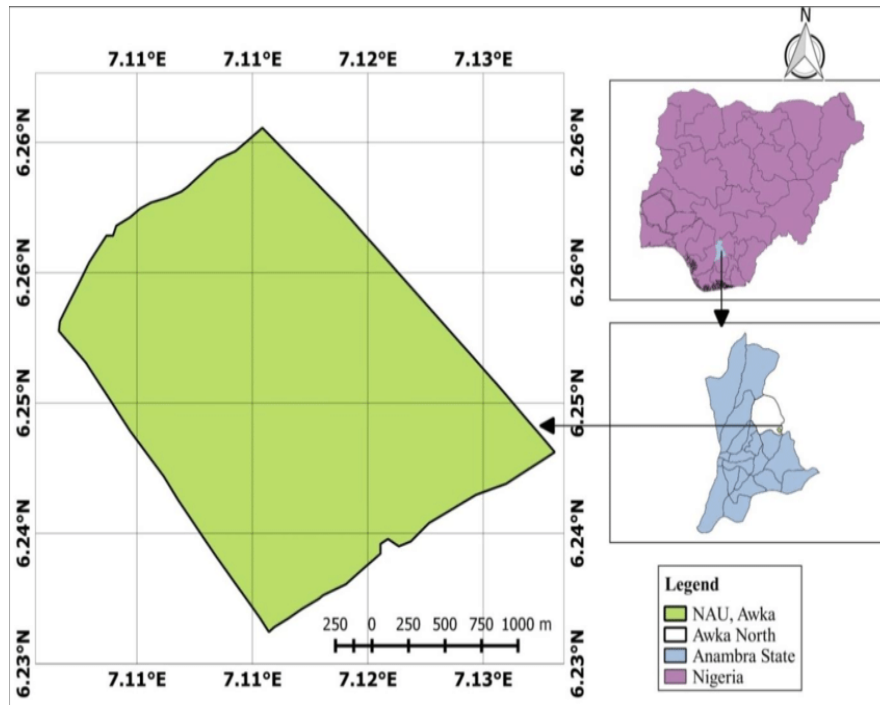 N
7.11°E 7.11°E 7.12°E 7.13°E
6.26°N 6.26°N
6.26°N 6.26°N
6.25°N 6.25°N
6.24°N 6.24°N
6.23°N 6.23°N
250 0 250 500 750 1000 m
7.11°E 7.11°E 7.12°E 7.13°E
Legend
NAU, Awka
Awka North
Anambra State
Nigeria